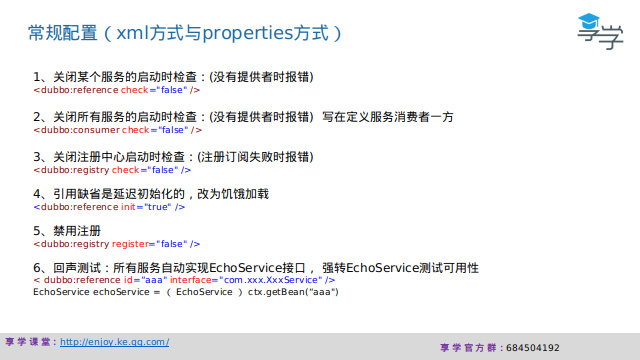 常规配置（xml方式与properties方式）
享学
1、关闭某个服务的启动时检查：(没有提供者时报错)
<dubbo:reference check="false" />
2、关闭所有服务的启动时检查：(没有提供者时报错)  写在定义服务消费者一方
<dubbo:consumer check="false" />
3、关闭注册中心启动时检查：(注册订阅失败时报错)
<dubbo:registry check="false" />
4、引用缺省是延迟初始化的，改为饥饿加载
<dubbo:reference init="true" />
5、禁用注册
<dubbo:registry register="false" />
6、回声测试：所有服务自动实现EchoService接口， 强转EchoService测试可用性
< dubbo:reference id="aaa" interface="com.xxx.XxxService" />
EchoService echoService = （ EchoService ）ctx.getBean("aaa")
享学课堂：http://enjoy.ke.qq.com/
享学官方群：684504192